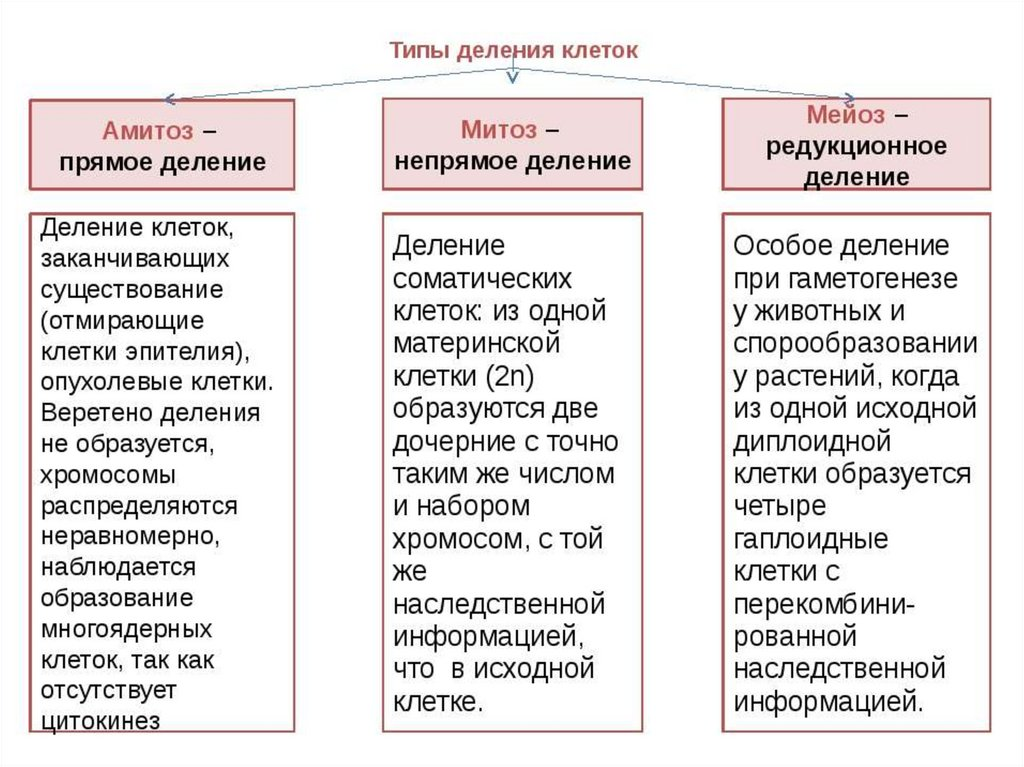 Типы деления клеток
Амитоз –
прямое деление
Митоз –
непрямое деление
Мейоз –
редукционное
деление
Деление клеток,
заканчивающих
существование
(отмирающие
клетки эпителия),
опухолевые клетки.
Веретено деления
не образуется,
хромосомы
распределяются
неравномерно,
наблюдается
образование
многоядерных
клеток, так как
отсутствует
цитокинез
Деление
соматических
клеток: из одной
материнской
клетки (2n)
образуются две
дочерние с точно
таким же числом
и набором
хромосом, с той
же
наследственной
информацией,
что в исходной
клетке.
Особое деление
при гаметогенезе
у животных и
спорообразовании
у растений, когда
из одной исходной
диплоидной
клетки образуется
четыре
гаплоидные
клетки с
перекомбини-
рованной
наследственной
информацией.